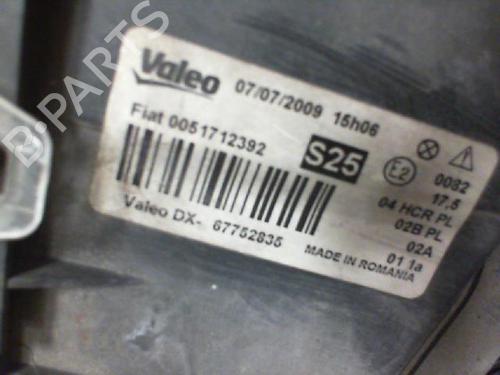 B-PARTS
Valeo 07/07/2009 15h06
Fiat 0051712392
S25
E2
0082
17.5
04 HCR PL
02B PL
02A
01 1a
Valeo DX- 67752835
MADE IN ROMANIA